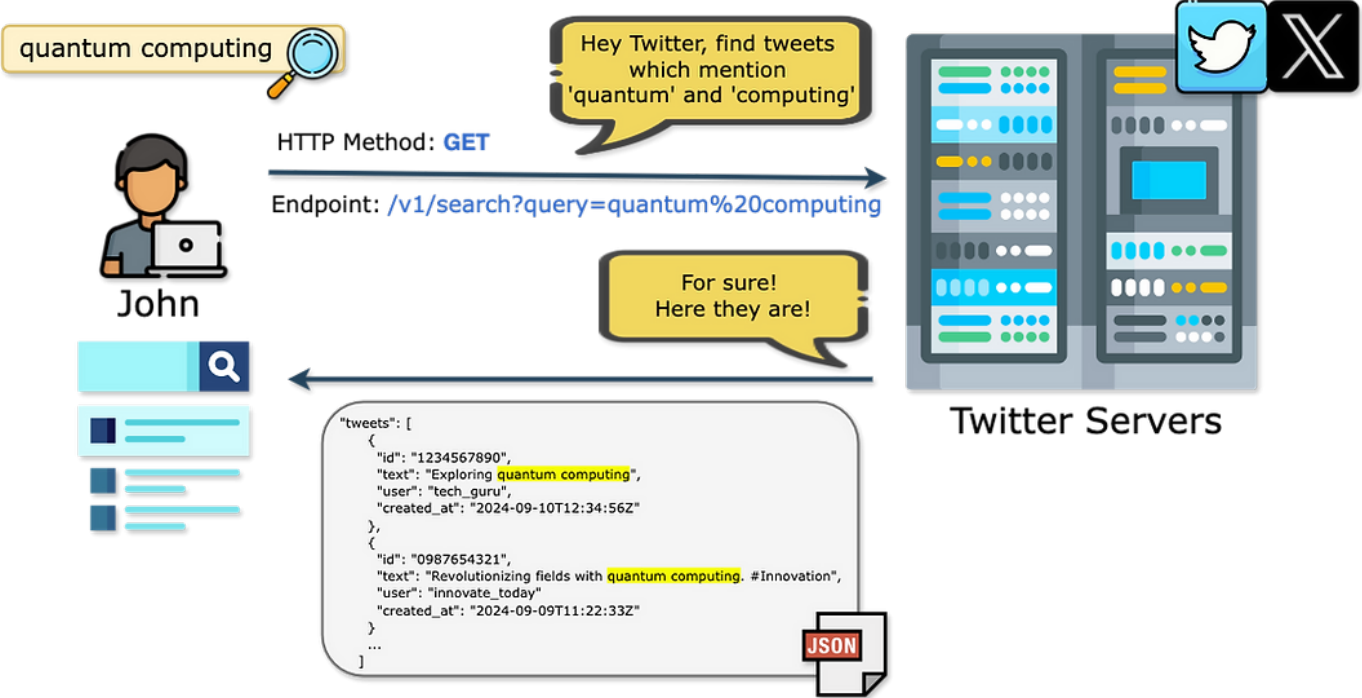 quantum computing
Hey Twitter, find tweets
which mention
'quantum' and 'computing'
HTTP Method: GET
Endpoint: /v1/search?query=quantum%20computing
John
For sure!
Here they are!
Twitter Servers
"tweets": [
{
"id": "1234567890",
"text": "Exploring quantum computing",
"user": "tech_guru",
"created_at": "2024-09-10T12:34:56Z"
},
{
"id": "0987654321",
"text": "Revolutionizing fields with quantum computing. #Innovation",
"user": "innovate_today"
"created_at": "2024-09-09T11:22:33Z"
}
...
]
JSON